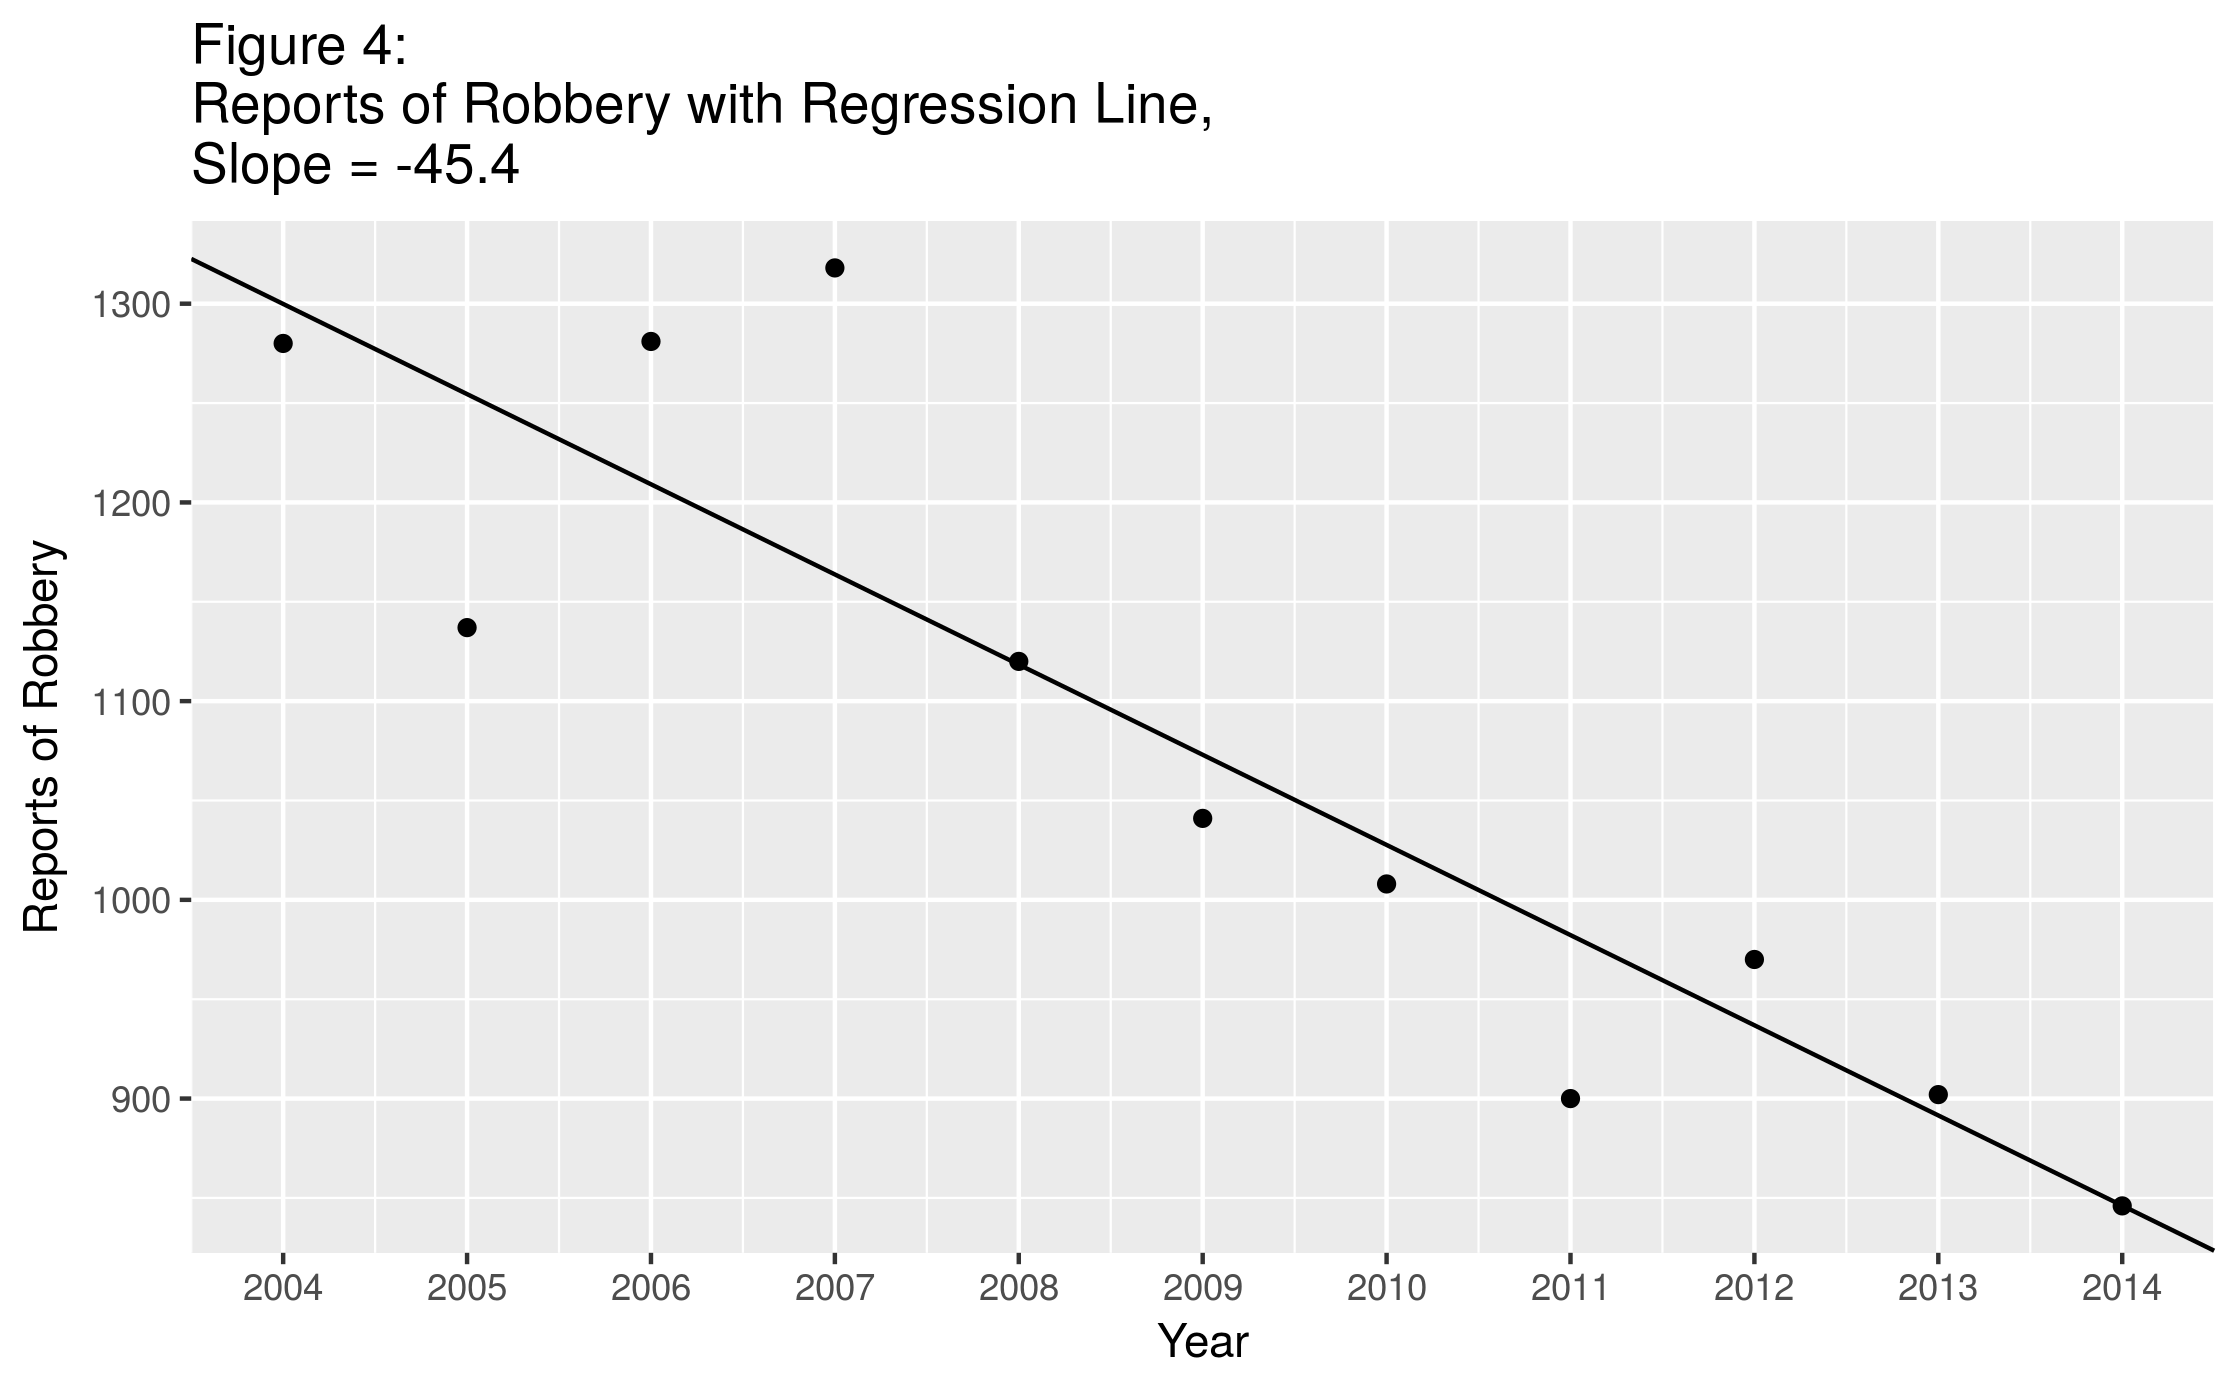 Figure 4:
Reports of Robbery with Regression Line,
Slope = -45.4
Reports of Robbery
1300
1200
1100
1000
900
2004 2005 2006 2007 2008 2009 2010 2011 2012 2013 2014
Year